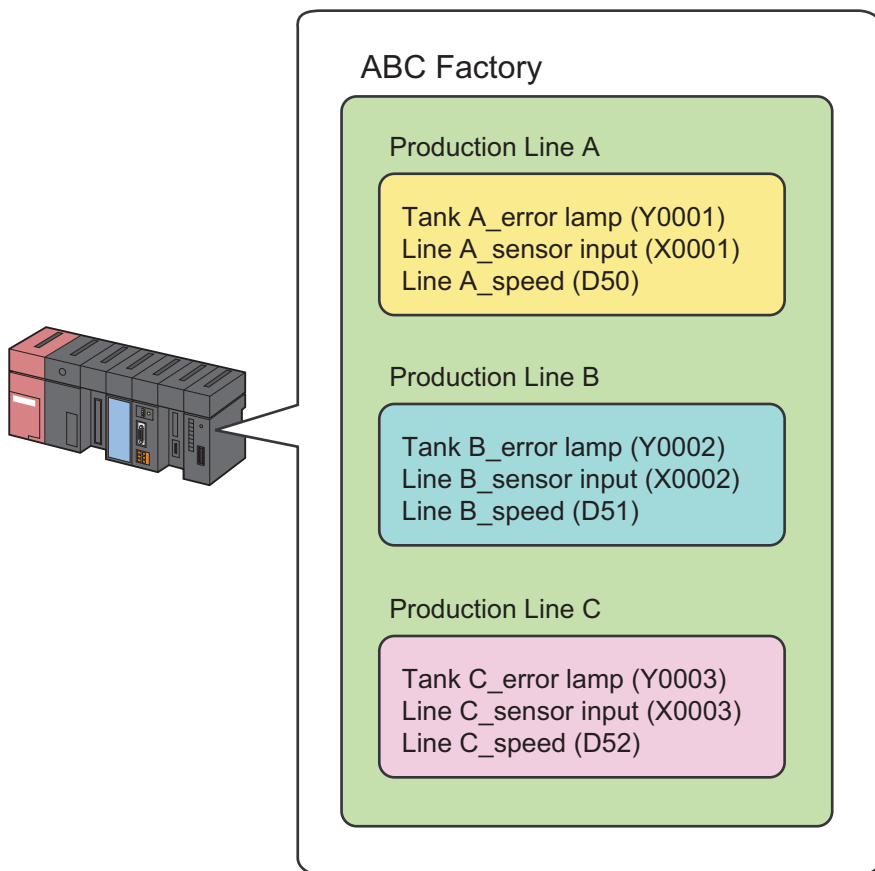 ABC Factory
Production Line A
Tank A_error lamp (Y0001)
Line A_sensor input (X0001)
Line A_speed (D50)
Production Line B
Tank B_error lamp (Y0002)
Line B_sensor input (X0002)
Line B_speed (D51)
Production Line C
Tank C_error lamp (Y0003)
Line C_sensor input (X0003)
Line C_speed (D52)